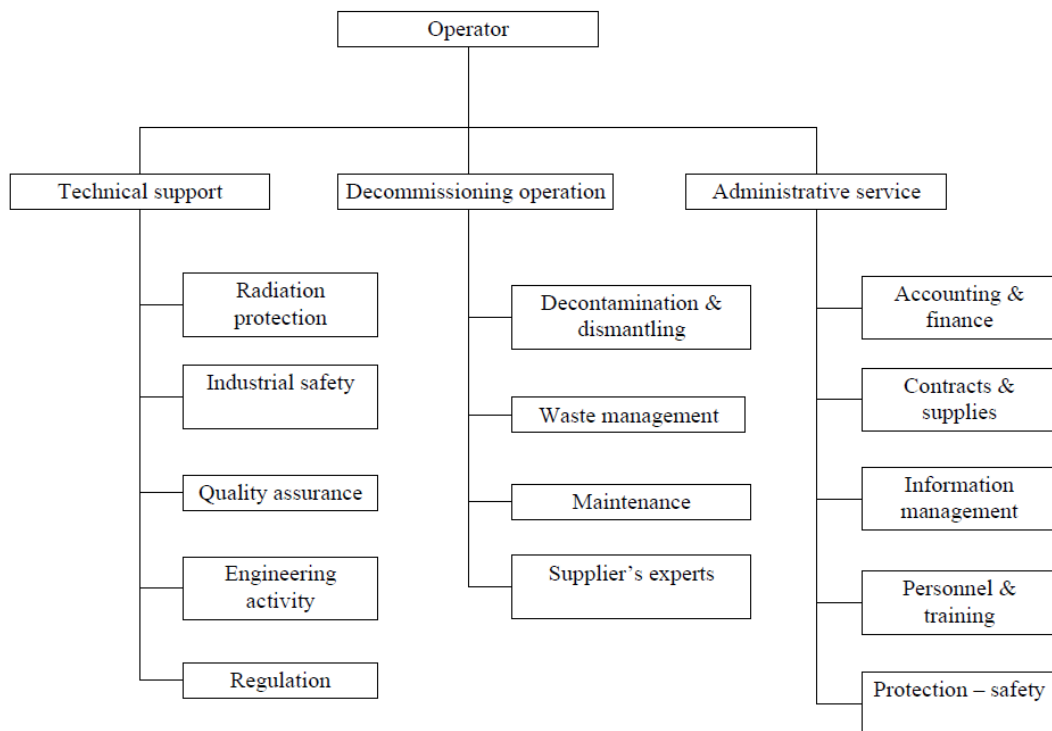 Operator
Technical support
Decommissioning operation
Administrative service
Radiation
protection
Industrial safety
Quality assurance
Engineering
activity
Regulation
Decontamination &
dismantling
Waste management
Maintenance
Supplier’s experts
Accounting &
finance
Contracts &
supplies
Information
management
Personnel &
training
Protection – safety